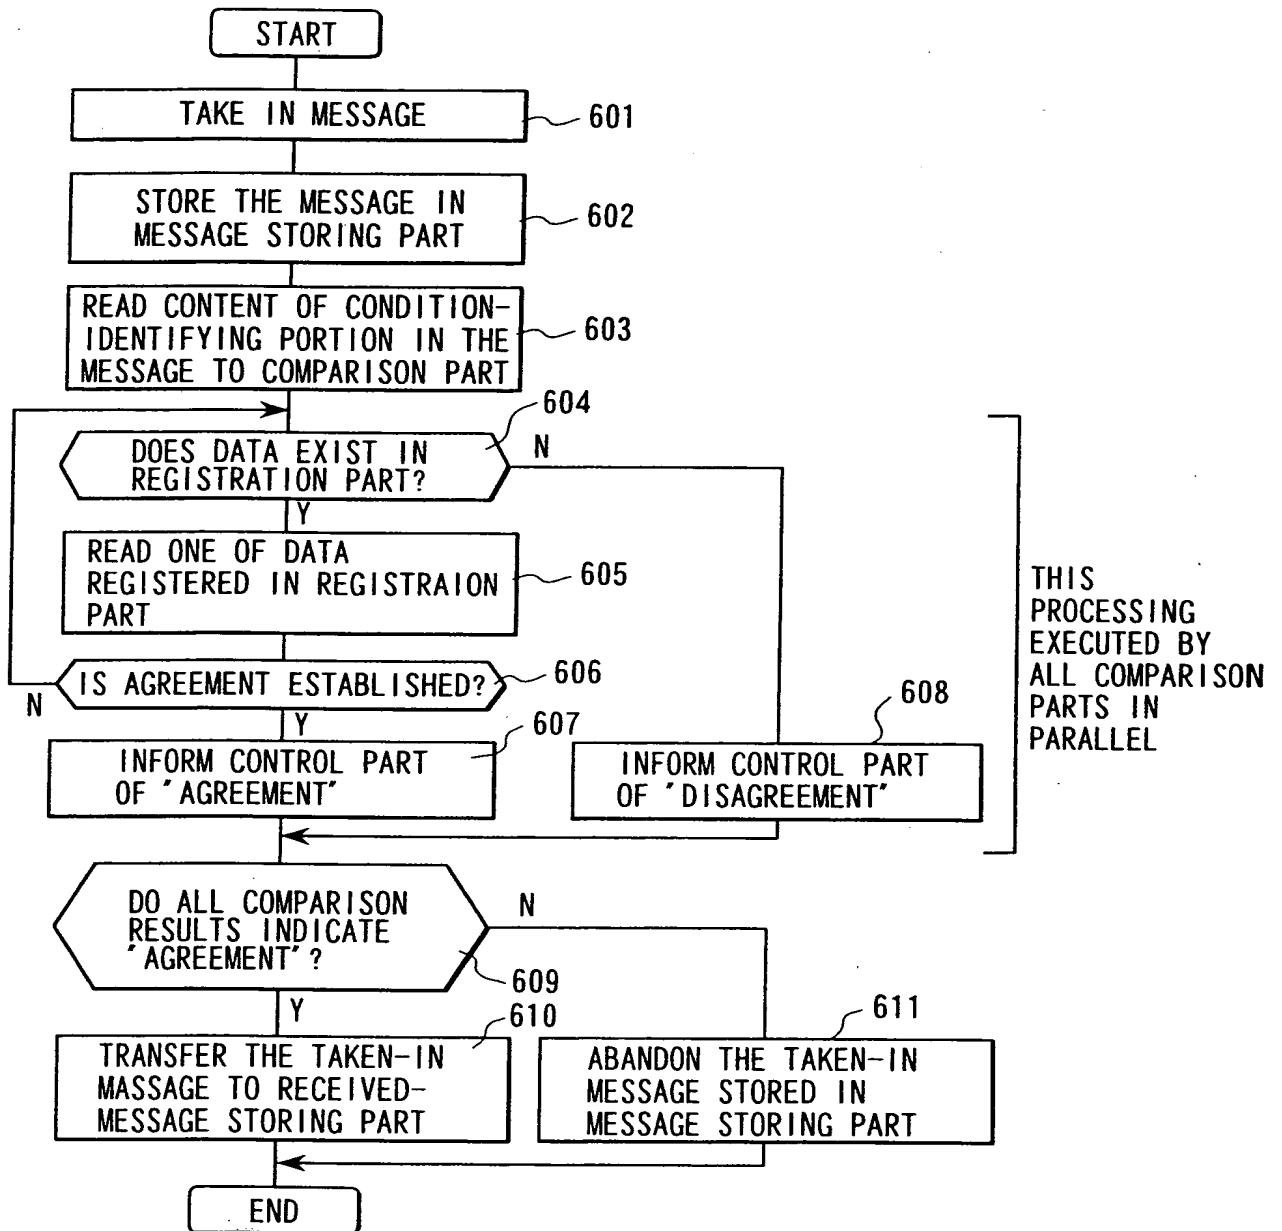 START
TAKE IN MESSAGE
601
STORE THE MESSAGE IN
MESSAGE STORING PART
602
READ CONTENT OF CONDITION-
IDENTIFYING PORTION IN THE
MESSAGE TO COMPARISON PART
603
604
DOES DATA EXIST IN
REGISTRATION PART?
N
Y
READ ONE OF DATA
REGISTERED IN REGISTRAION
PART
605
IS AGREEMENT ESTABLISHED?
606
N
Y
607
INFORM CONTROL PART
OF "AGREEMENT"
608
INFORM CONTROL PART
OF "DISAGREEMENT"
THIS
PROCESSING
EXECUTED BY
ALL COMPARISON
PARTS IN
PARALLEL
DO ALL COMPARISON
RESULTS INDICATE
"AGREEMENT"?
N
609
Y
610
TRANSFER THE TAKEN-IN
MASSAGE TO RECEIVED-
MESSAGE STORING PART
611
ABANDON THE TAKEN-IN
MESSAGE STORED IN
MESSAGE STORING PART
END